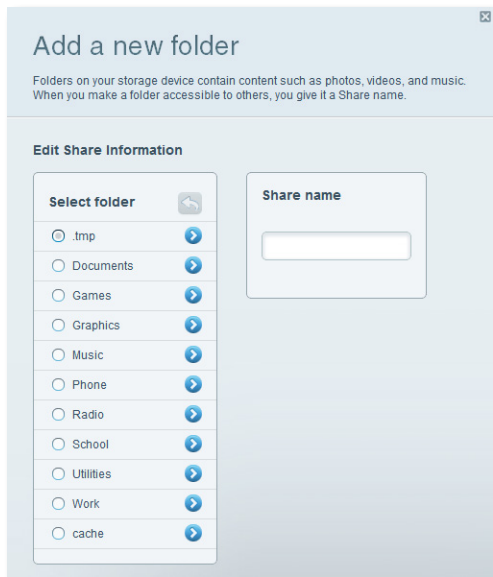 Add a new folder
Folders on your storage device contain content such as photos, videos, and music.
When you make a folder accessible to others, you give it a Share name.
Edit Share Information
Select folder
.tmp
Documents
Games
Graphics
Music
Phone
Radio
School
Utilities
Work
cache
Share name